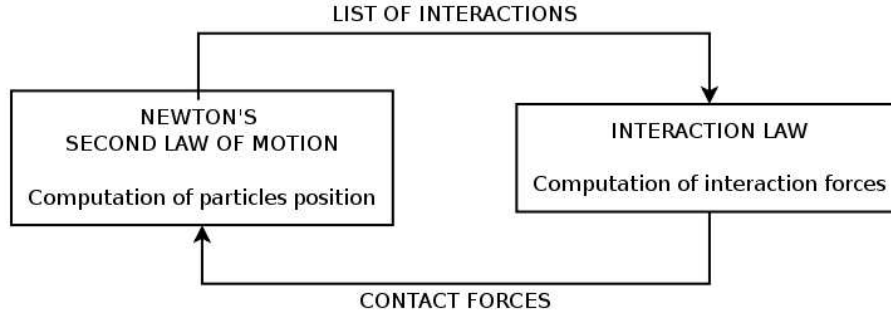 LIST OF INTERACTIONS
NEWTON'S
SECOND LAW OF MOTION
Computation of particles position
INTERACTION LAW
Computation of interaction forces
CONTACT FORCES